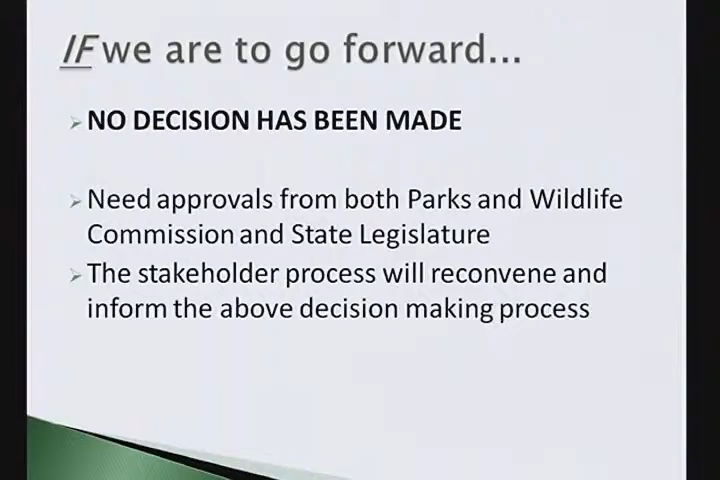 IF we are to go forward...
NO DECISION HAS BEEN MADE
Need approvals from both Parks and Wildlife
Commission and State Legislature
The stakeholder process will reconvene and
inform the above decision making process